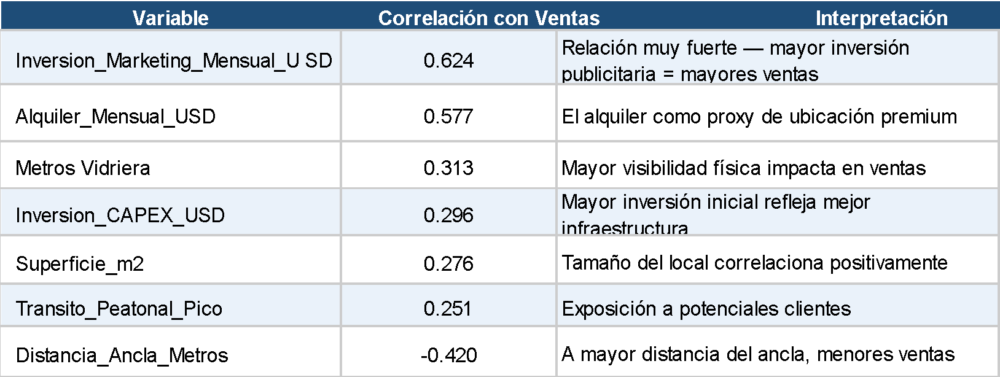 Variable Correlación con Ventas Interpretación
Inversion_Marketing_Mensual_U SD 0.624 Relación muy fuerte — mayor inversión
publicitaria = mayores ventas
Alquiler_Mensual_USD 0.577 El alquiler como proxy de ubicación premium
Metros Vidriera 0.313 Mayor visibilidad física impacta en ventas
Inversion_CAPEX_USD 0.296 Mayor inversión inicial refleja mejor
infraestructura
Superficie_m2 0.276 Tamaño del local correlaciona positivamente
Transito_Peatonal_Pico 0.251 Exposición a potenciales clientes
Distancia_Ancla_Metros -0.420 A mayor distancia del ancla, menores ventas